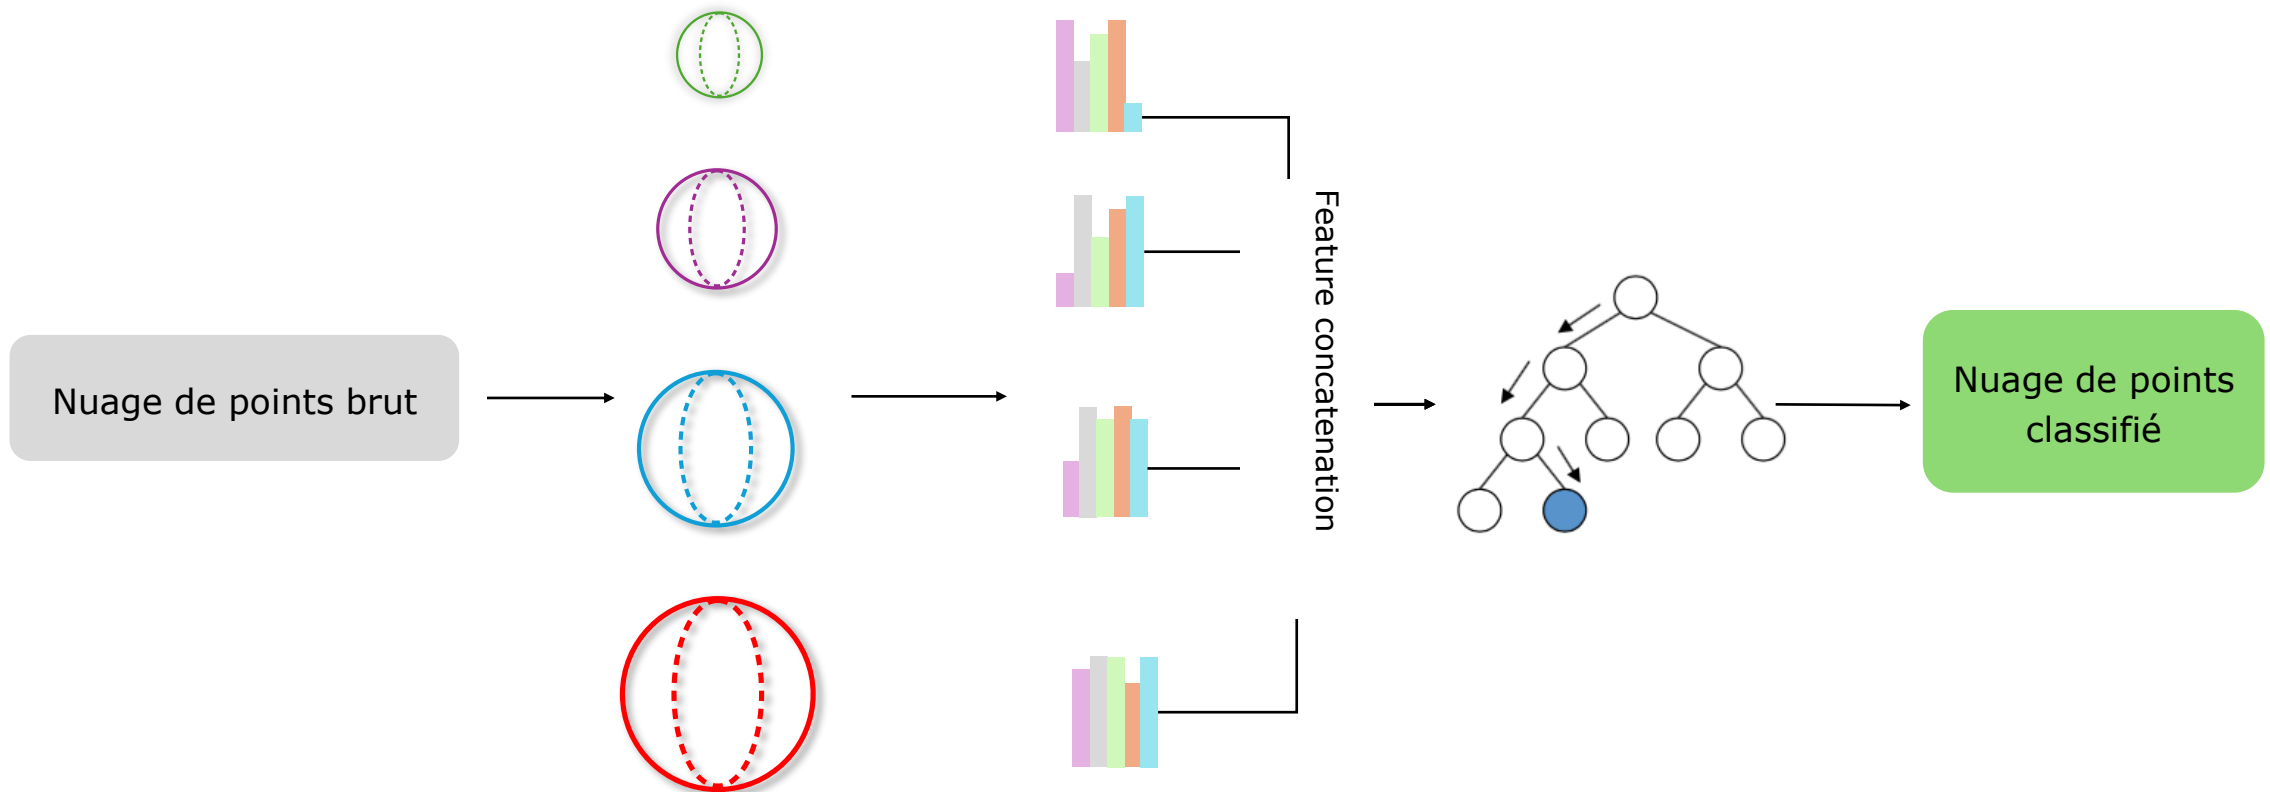 Nuage de points brut
Feature concatenation
Nuage de points
classifié